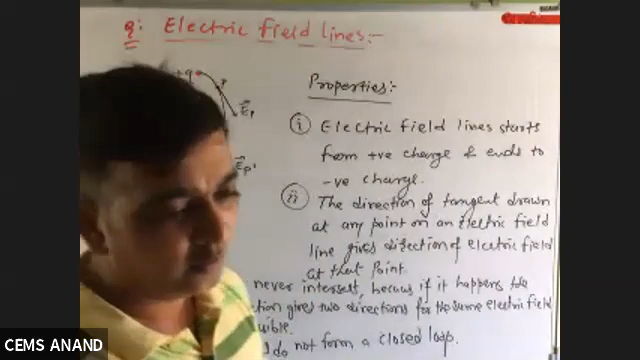 Q: Electric field lines:-
+q
P
E⃗p
E⃗p'
Properties:-
(i) Electric field lines starts
from +ve charge & ends to
-ve charge.
(ii) The direction of tangent drawn
at any point on an electric field
line gives direction of electric field
at that point.
never intersect, becaus if it happens
tion gives two directions for the same electric field
do not form a closed loop.
CEMS ANAND